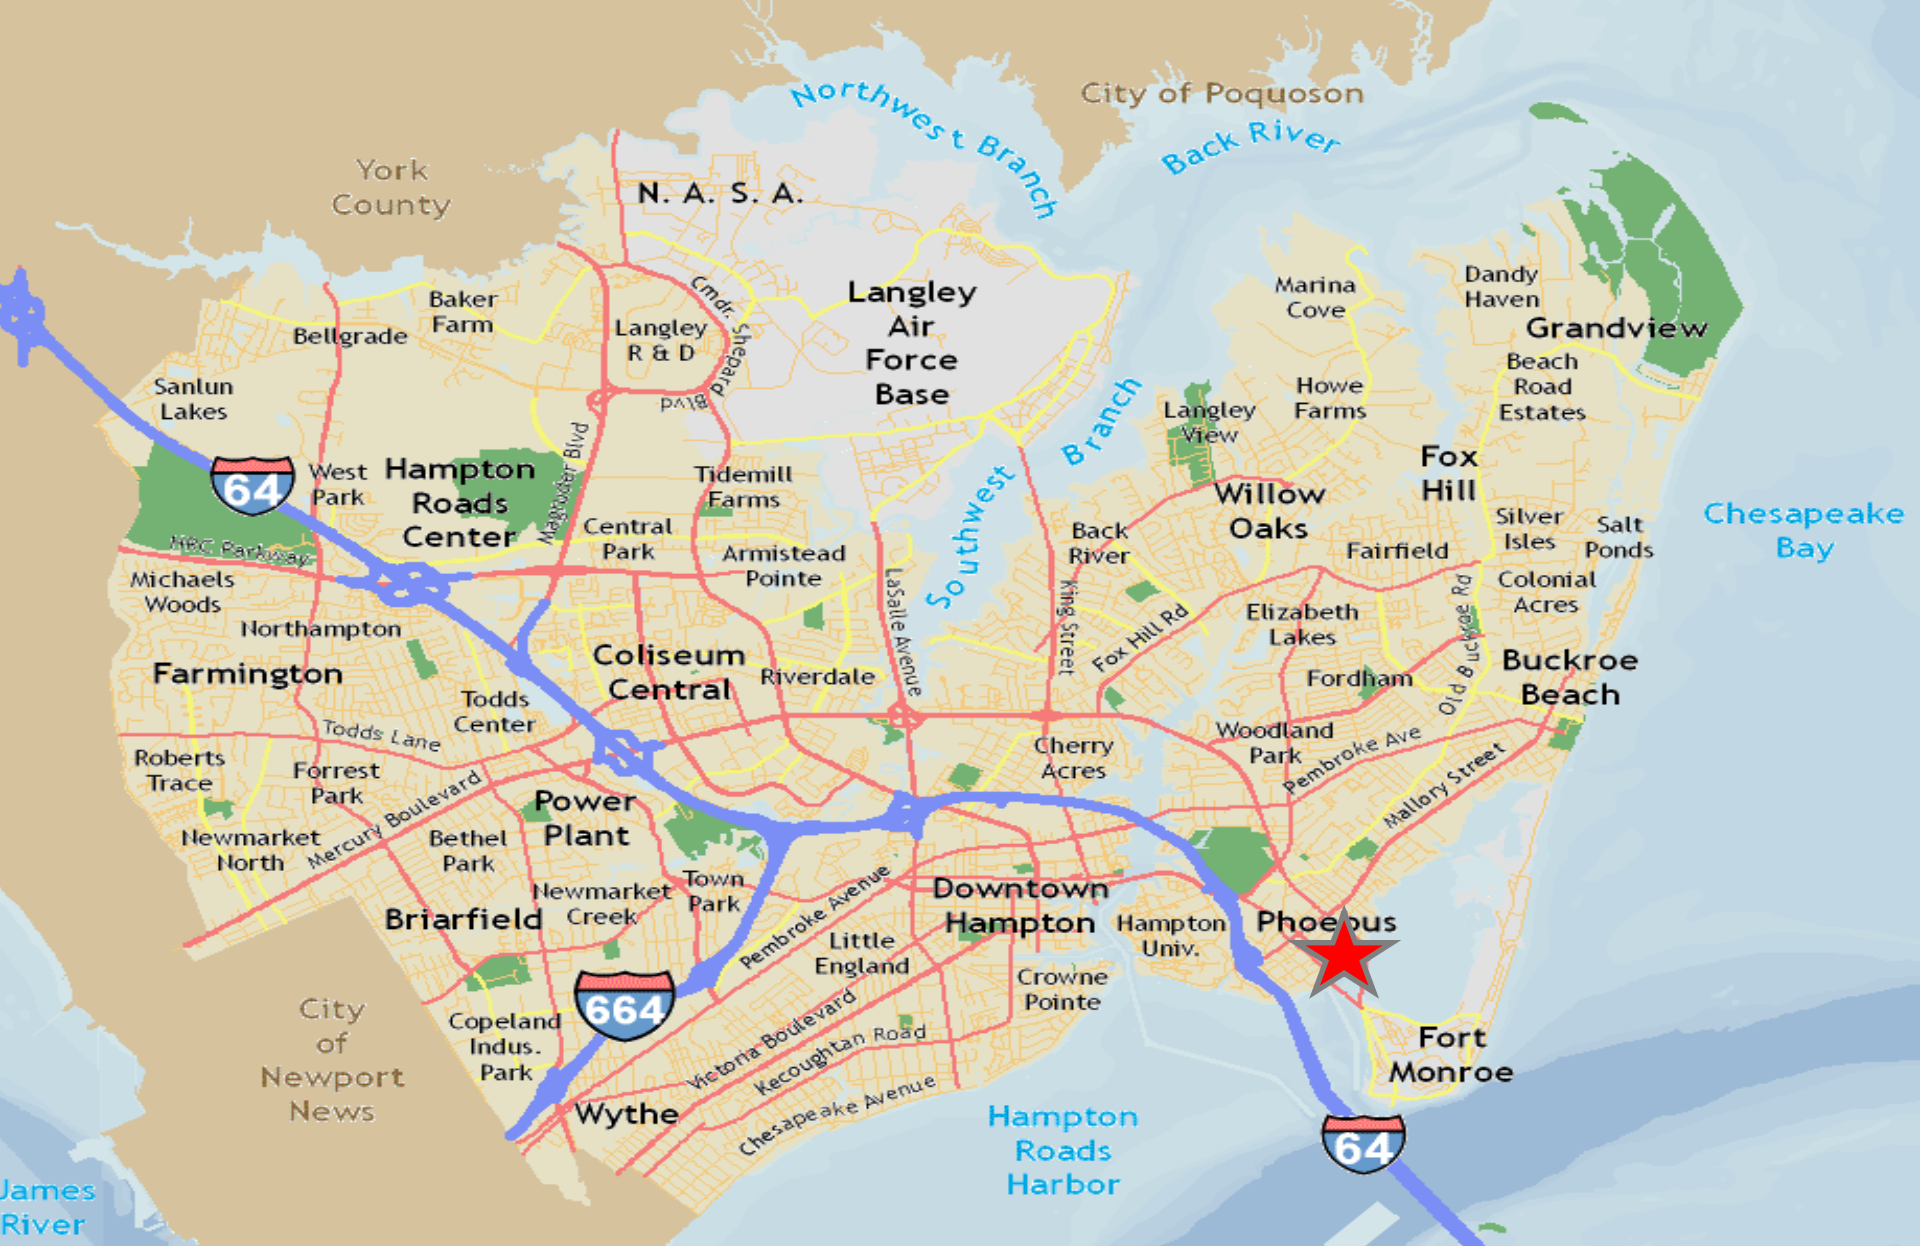 City of Poquoson
Northwest Branch
Back River
York
County
N. A. S. A.
Langley
Air
Force
Base
Marina
Cove
Dandy
Haven
Grandview
Baker
Farm
Bellgrade
Langley
R & D
Cmdr. Shepard
Blvd
Beach
Road
Estates
Sanlun
Lakes
Howe
Farms
Langley
View
Southwest Branch
64
West
Park
Hampton
Roads
Center
Magruder Blvd
Tidemill
Farms
Fox
Hill
Willow
Oaks
Central
Park
Back
River
Silver
Isles
Salt
Ponds
Chesapeake
Bay
HRC Parkway
Armistead
Pointe
Fairfield
Michaels
Woods
LaSalle Avenue
King Street
Colonial
Acres
Northampton
Fox Hill Rd
Elizabeth
Lakes
Old Buckroe Rd
Farmington
Coliseum
Central
Riverdale
Fordham
Buckroe
Beach
Todds
Center
Todds Lane
Woodland
Park
Pembroke Ave
Cherry
Acres
Roberts
Trace
Forrest
Park
Mercury Boulevard
Power
Plant
Mallory Street
Newmarket
North
Bethel
Park
Newmarket
Creek
Town
Park
Downtown
Hampton
Briarfield
Pembroke Avenue
Hampton
Univ.
Phoebus
Little
England
Crowne
Pointe
664
City
of
Newport
News
Copeland
Indus.
Park
Victoria Boulevard
Kecoughtan Road
Chesapeake Avenue
Fort
Monroe
Wythe
Hampton
Roads
Harbor
64
James
River